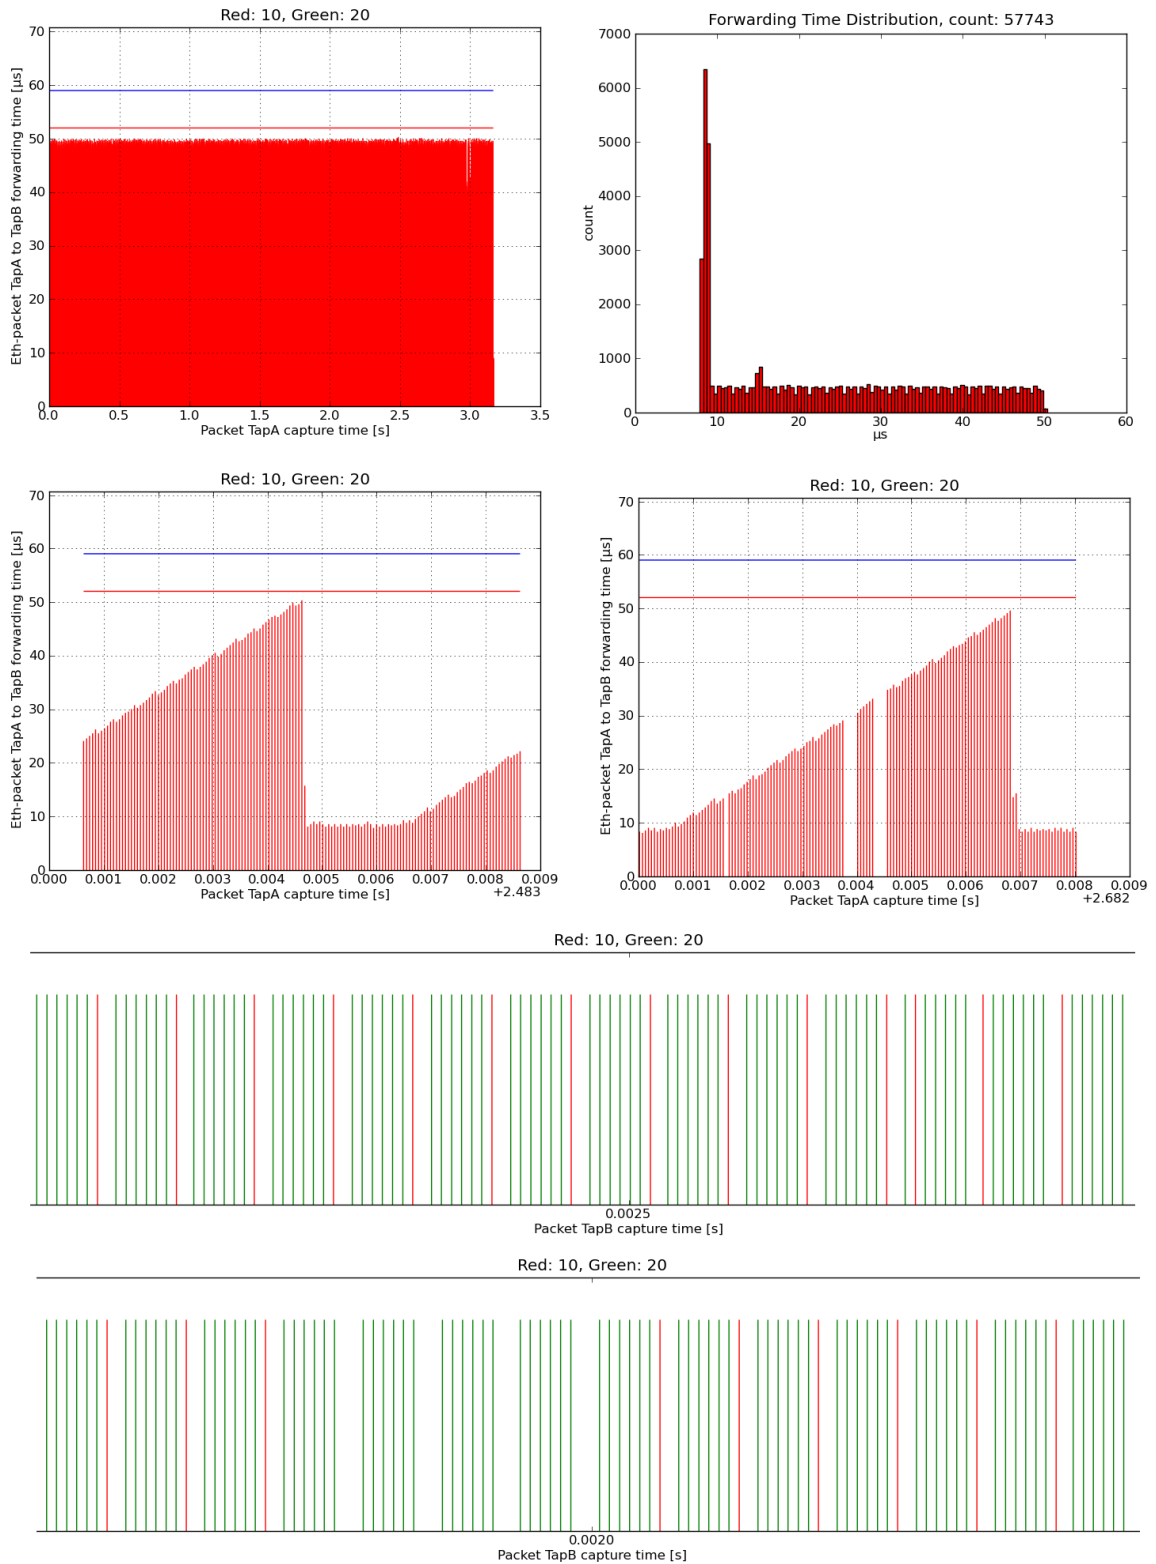 Red: 10, Green: 20
Eth-packet TapA to TapB forwarding time [µs]
70
60
50
40
30
20
10
0
0.0 0.5 1.0 1.5 2.0 2.5 3.0 3.5
Packet TapA capture time [s]
Forwarding Time Distribution, count: 57743
count
7000
6000
5000
4000
3000
2000
1000
0
0 10 20 30 40 50 60
µs
Red: 10, Green: 20
Eth-packet TapA to TapB forwarding time [µs]
70
60
50
40
30
20
10
0
0.000 0.001 0.002 0.003 0.004 0.005 0.006 0.007 0.008 0.009
Packet TapA capture time [s]
+2.483
Red: 10, Green: 20
Eth-packet TapA to TapB forwarding time [µs]
70
60
50
40
30
20
10
0
0.000 0.001 0.002 0.003 0.004 0.005 0.006 0.007 0.008 0.009
Packet TapA capture time [s]
+2.682
Red: 10, Green: 20
0.0025
Packet TapB capture time [s]
Red: 10, Green: 20
0.0020
Packet TapB capture time [s]